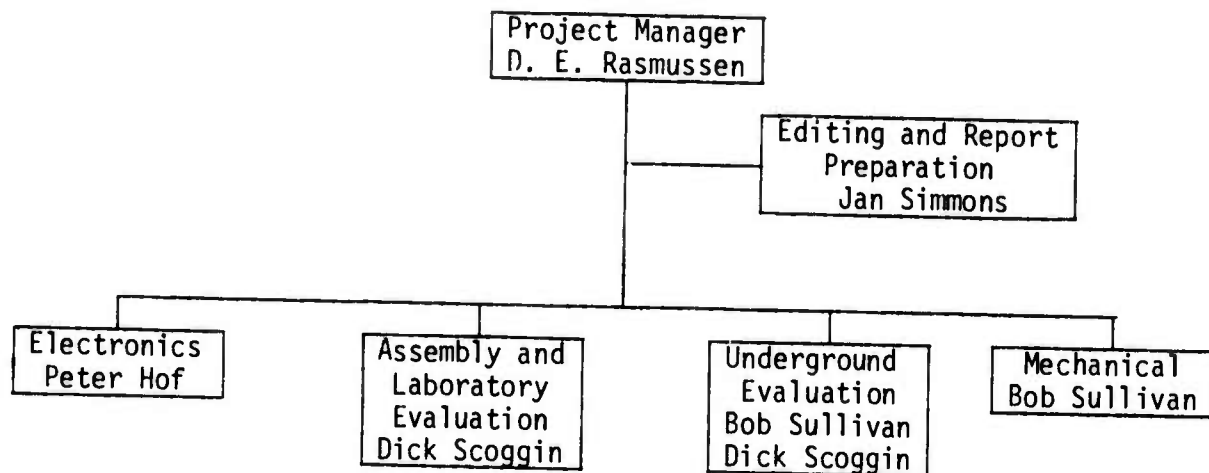 Project Manager
D. E. Rasmussen
Editing and Report
Preparation
Jan Simmons
Electronics
Peter Hof
Assembly and
Laboratory
Evaluation
Dick Scoggin
Underground
Evaluation
Bob Sullivan
Dick Scoggin
Mechanical
Bob Sullivan